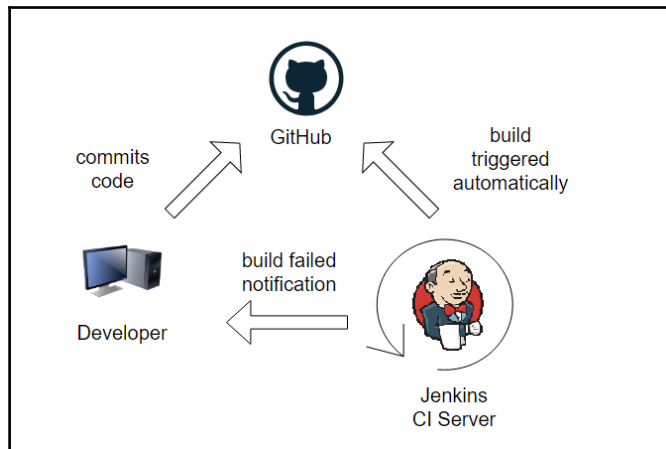 GitHub
commits
code
build
triggered
automatically
build failed
notification
Developer
Jenkins
CI Server